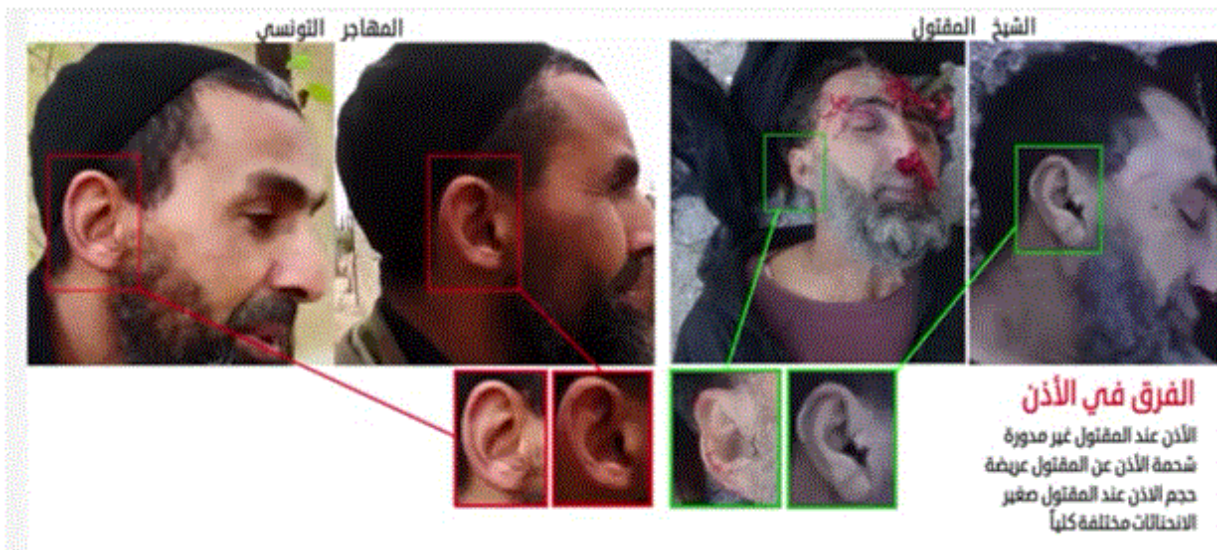 الشيخ المقتول
المهاجر التونسي
الفرق في الأذن
الأذن عند المقتول غير مدورة
شحمة الأذن عن المقتول عريضة
حجم الاذن عند المقتول صغير
الانحناتات مختلفة كلياً